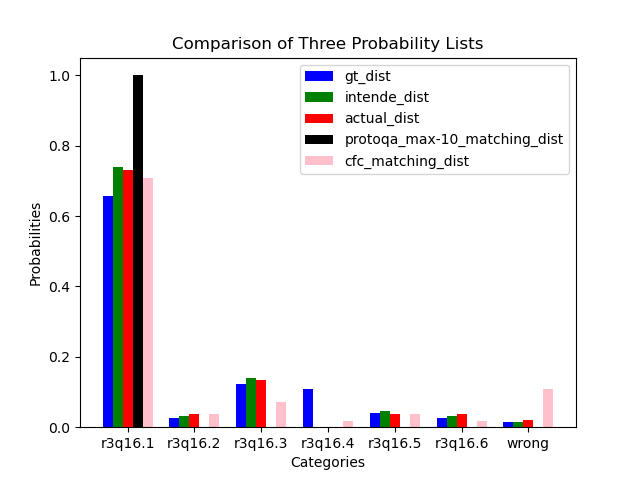 Comparison of Three Probability Lists
gt_dist
intende_dist
actual_dist
protoqa_max-10_matching_dist
cfc_matching_dist
Probabilities
1.0
0.8
0.6
0.4
0.2
0.0
r3q16.1 r3q16.2 r3q16.3 r3q16.4 r3q16.5 r3q16.6 wrong
Categories